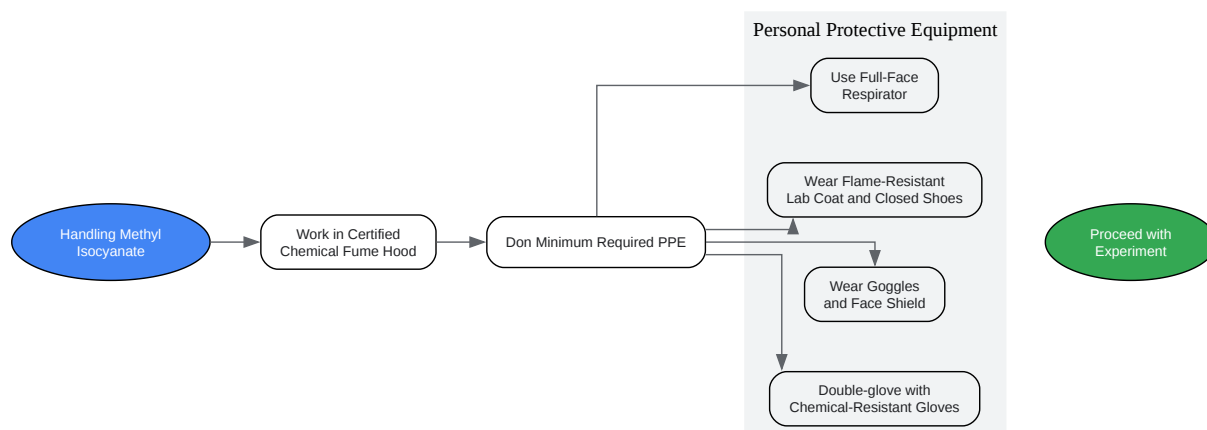 Personal Protective Equipment
Use Full-Face
Respirator
Wear Flame-Resistant
Lab Coat and Closed Shoes
Handling Methyl
Isocyanate
Work in Certified
Chemical Fume Hood
Don Minimum Required PPE
Proceed with
Experiment
Wear Goggles
and Face Shield
Double-glove with
Chemical-Resistant Gloves